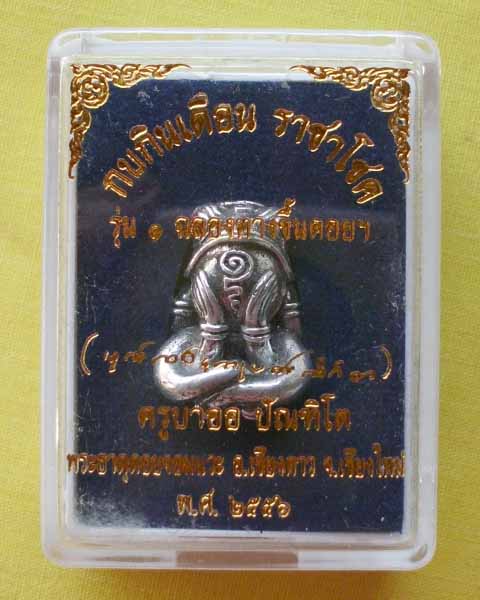 กบกินเดือน ราชาโชค
รุ่น ๑ ฉลองทางขึ้นดอยฯ
ครูบาออ ปัณฑิโต
พระธาตุดอยจอมแวะ อ.เชียงดาว จ.เชียงใหม่
พ.ศ. ๒๕๕๖